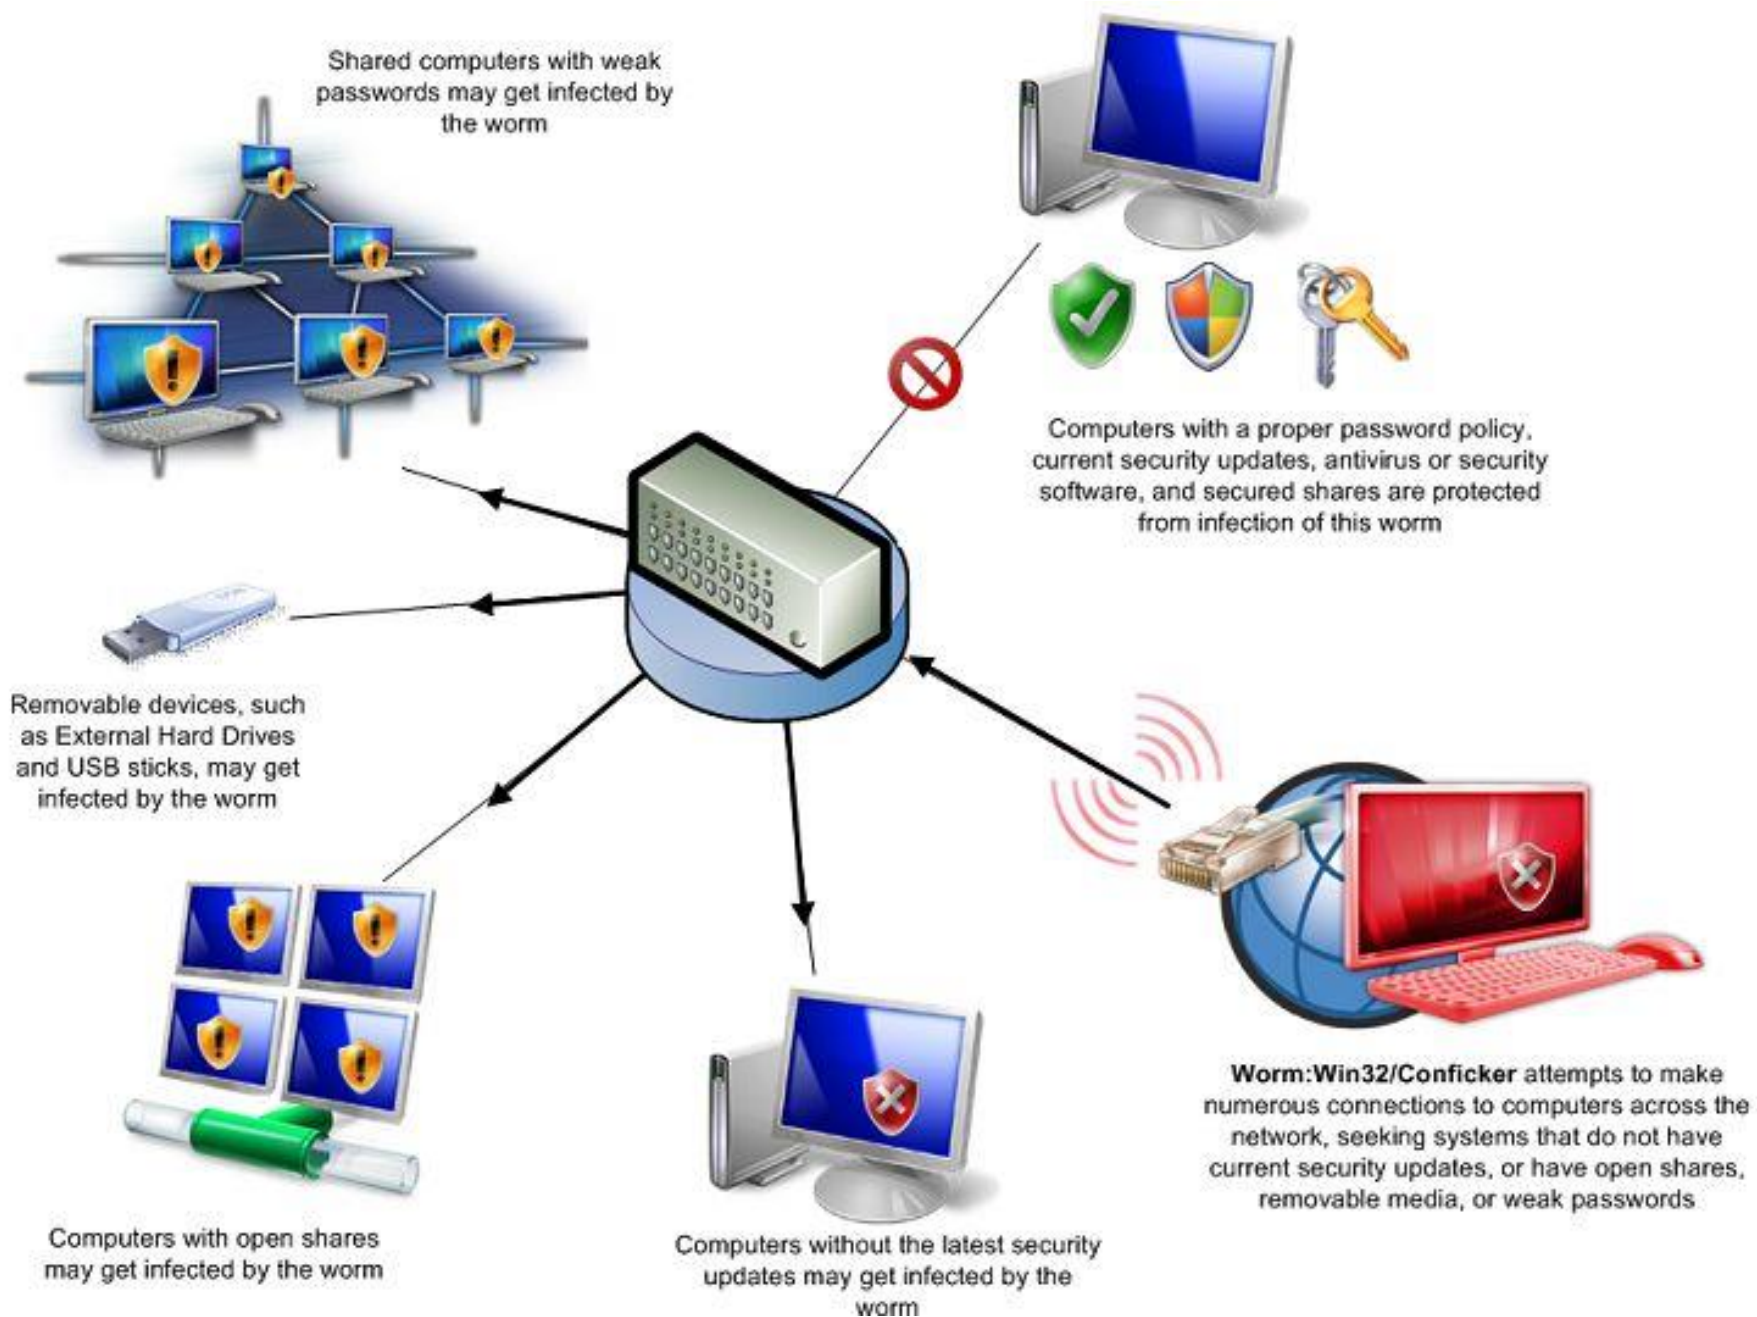 Shared computers with weak
passwords may get infected by
the worm
Computers with a proper password policy,
current security updates, antivirus or security
software, and secured shares are protected
from infection of this worm
Removable devices, such
as External Hard Drives
and USB sticks, may get
infected by the worm
Worm:Win32/Conficker attempts to make
numerous connections to computers across the
network, seeking systems that do not have
current security updates, or have open shares,
removable media, or weak passwords
Computers with open shares
may get infected by the worm
Computers without the latest security
updates may get infected by the
worm